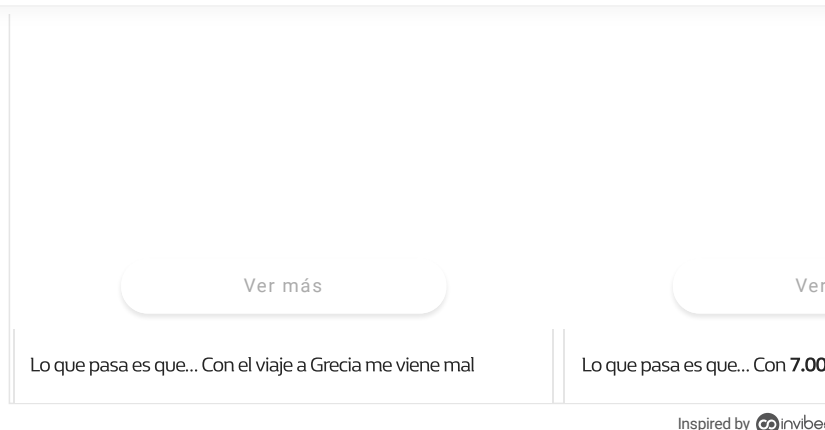 Ver más
Ver
Lo que pasa es que... Con el viaje a Grecia me viene mal
Lo que pasa es que... Con 7.00
Inspired by invibe